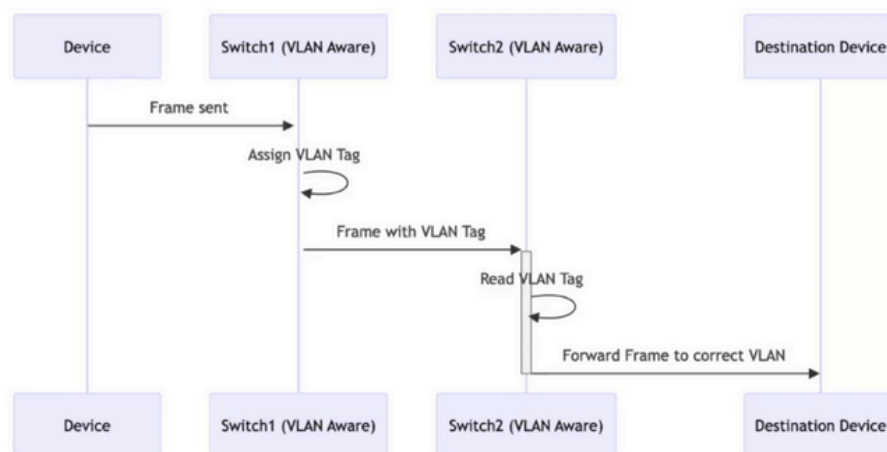 Device
Switch1 (VLAN Aware)
Switch2 (VLAN Aware)
Destination Device
Frame sent
Assign VLAN Tag
Frame with VLAN Tag
Read VLAN Tag
Forward Frame to correct VLAN
Device
Switch1 (VLAN Aware)
Switch2 (VLAN Aware)
Destination Device